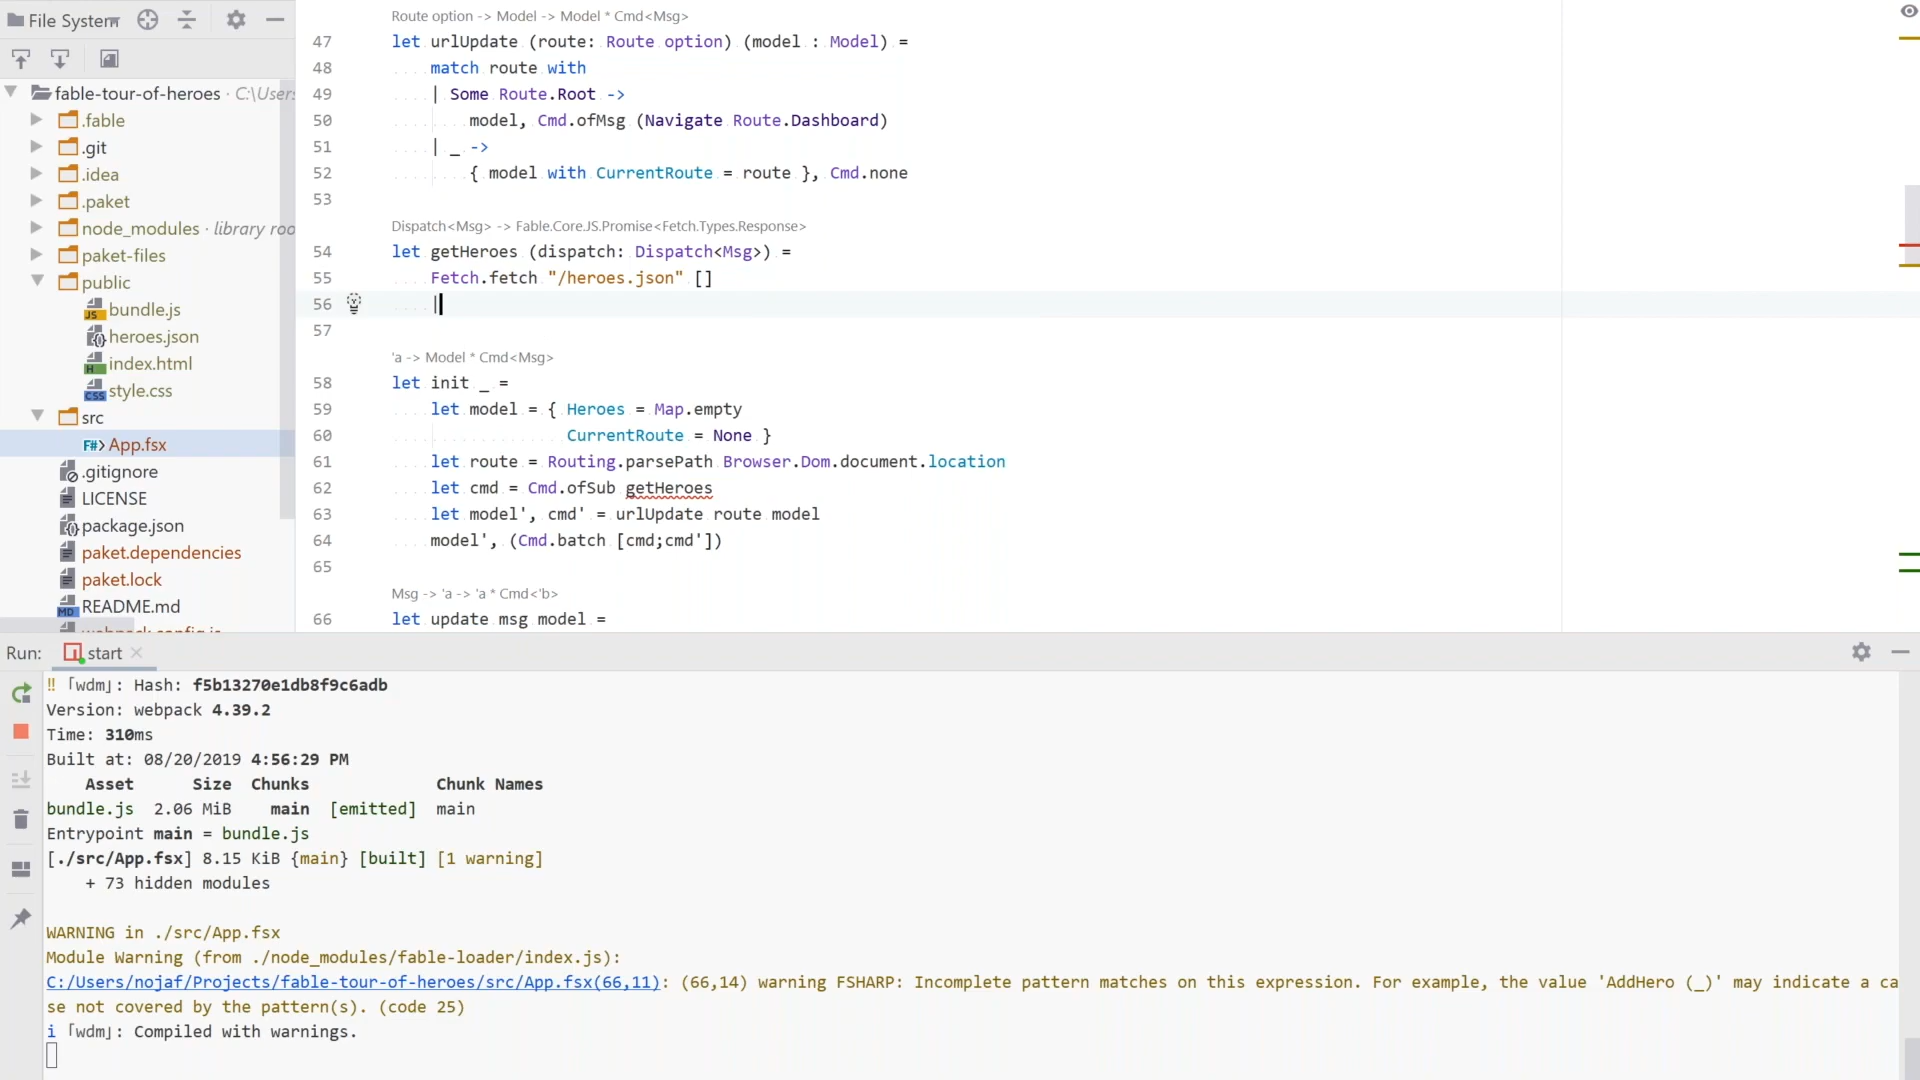 File System
fable-tour-of-heroes · C:\Users
.fable
.git
.idea
.paket
node_modules · library roo
paket-files
public
bundle.js
heroes.json
index.html
style.css
src
App.fsx
.gitignore
LICENSE
package.json
paket.dependencies
paket.lock
README.md
webpack.config.js
Route option -> Model -> Model * Cmd<Msg>
47 let urlUpdate (route: Route option) (model : Model) =
48 match route with
49 | Some Route.Root ->
50 model, Cmd.ofMsg (Navigate Route.Dashboard)
51 | _ ->
52 { model with CurrentRoute = route }, Cmd.none
53
Dispatch<Msg> -> Fable.Core.JS.Promise<Fetch.Types.Response>
54 let getHeroes (dispatch: Dispatch<Msg>) =
55 Fetch.fetch "/heroes.json" []
56 |
57
'a -> Model * Cmd<Msg>
58 let init _ =
59 let model = { Heroes = Map.empty
60 CurrentRoute = None }
61 let route = Routing.parsePath Browser.Dom.document.location
62 let cmd = Cmd.ofSub getHeroes
63 let model', cmd' = urlUpdate route model
64 model', (Cmd.batch [cmd;cmd'])
65
Msg -> 'a -> 'a * Cmd<'b>
66 let update msg model =
Run: start
‼ ｢wdm｣: Hash: f5b13270e1db8f9c6adb
Version: webpack 4.39.2
Time: 310ms
Built at: 08/20/2019 4:56:29 PM
Asset Size Chunks Chunk Names
bundle.js 2.06 MiB main [emitted] main
Entrypoint main = bundle.js
[./src/App.fsx] 8.15 KiB {main} [built] [1 warning]
+ 73 hidden modules
WARNING in ./src/App.fsx
Module Warning (from ./node_modules/fable-loader/index.js):
C:/Users/nojaf/Projects/fable-tour-of-heroes/src/App.fsx(66,11): (66,14) warning FSHARP: Incomplete pattern matches on this expression. For example, the value 'AddHero (_)' may indicate a ca
se not covered by the pattern(s). (code 25)
i ｢wdm｣: Compiled with warnings.